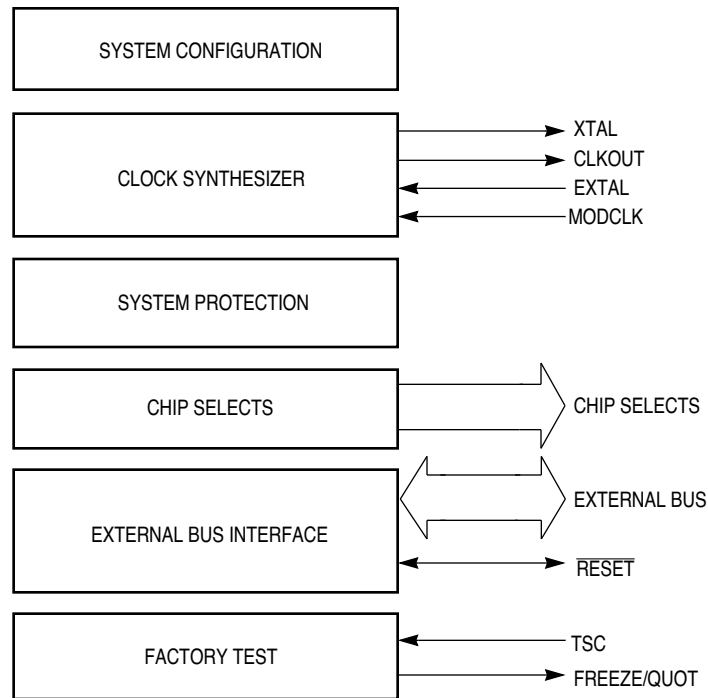 SYSTEM CONFIGURATION
CLOCK SYNTHESIZER
XTAL
CLKOUT
EXTAL
MODCLK
SYSTEM PROTECTION
CHIP SELECTS
CHIP SELECTS
EXTERNAL BUS INTERFACE
EXTERNAL BUS
RESET
FACTORY TEST
TSC
FREEZE/QUOT